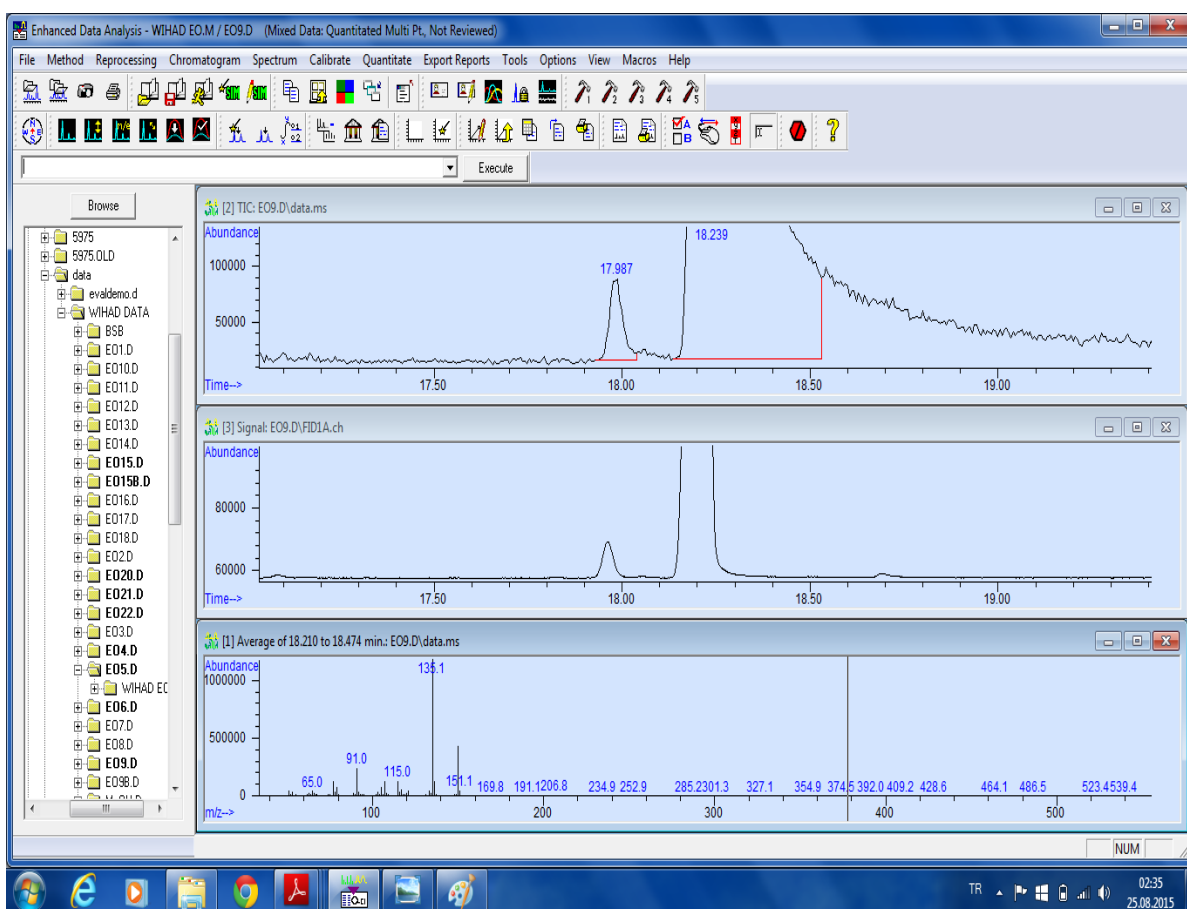 Enhanced Data Analysis - WIHAD EO.M / EO9.D (Mixed Data: Quantitated Multi Pt., Not Reviewed)
File Method Reprocessing Chromatogram Spectrum Calibrate Quantitate Export Reports Tools Options View Macros Help
Execute
Browse
5975
5975.OLD
data
evaldemo.d
WIHAD DATA
BSB
EO1.D
EO10.D
EO11.D
EO12.D
EO13.D
EO14.D
EO15.D
EO15B.D
EO16.D
EO17.D
EO18.D
EO2.D
EO20.D
EO21.D
EO22.D
EO3.D
EO4.D
EO5.D
WIHAD EC
EO6.D
EO7.D
EO8.D
EO9.D
EO9B.D
[2] TIC: EO9.D\data.ms
Abundance
18.239
17.987
100000
50000
Time-->
17.50 18.00 18.50 19.00
[3] Signal: EO9.D\FID1A.ch
Abundance
80000
60000
Time-->
17.50 18.00 18.50 19.00
[1] Average of 18.210 to 18.474 min.: EO9.D\data.ms
Abundance
135.1
1000000
500000
91.0
65.0 115.0 151.1 169.8 191.1 206.8 234.9 252.9 285.2 301.3 327.1 354.9 374.5 392.0 409.2 428.6 464.1 486.5 523.4 539.4
0
m/z-->
100 200 300 400 500
NUM
TR
02:35
25.08.2015